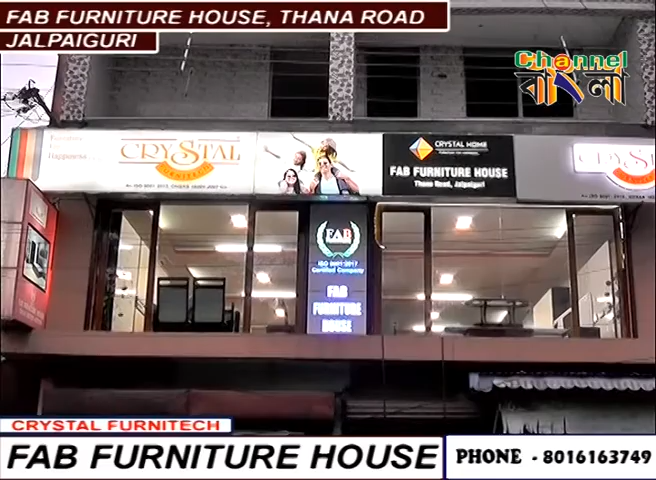 FAB FURNITURE HOUSE, THANA ROAD
JALPAIGURI
Channel
বাংলা
CRYSTAL
FURNITECH
CRYSTAL HOME
FAB FURNITURE HOUSE
Thana Road, Jalpaiguri
CRYSTAL
FAB
ISO 9001:2017
Certified Company
FAB
FURNITURE
HOUSE
CRYSTAL FURNITECH
FAB FURNITURE HOUSE
PHONE - 8016163749